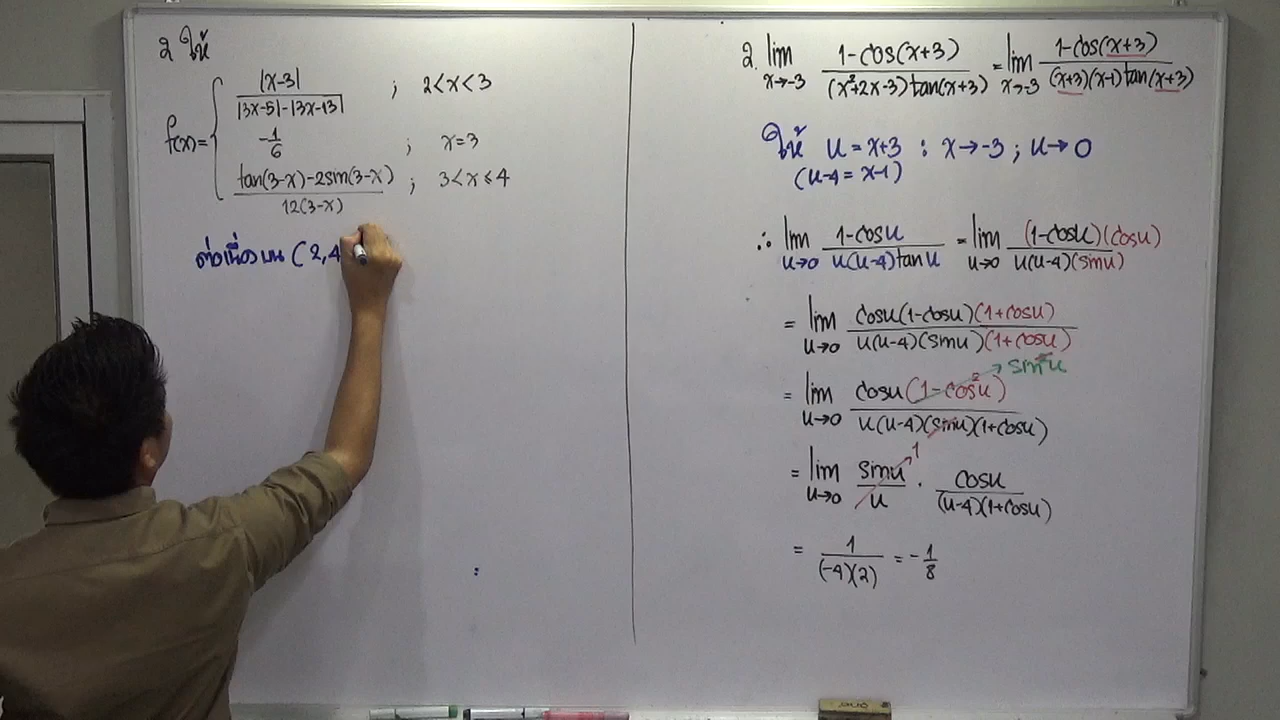 2 ให้
f(x) = { |x-3| / (|3x-5|-|3x-13|) ; 2<x<3
-1/6 ; x=3
(tan(3-x)-2sin(3-x)) / 12(3-x) ; 3<x≤4
ต่อเนื่องบน (2,4
2. lim x→-3 (1-cos(x+3)) / ((x²+2x-3)tan(x+3)) = lim x→-3 (1-cos(x+3)) / ((x+3)(x-1)tan(x+3))
ให้ u = x+3 : x→-3 ; u→0
(u-4 = x-1)
∴ lim u→0 (1-cosu) / (u(u-4)tanu) = lim u→0 (1-cosu)(cosu) / (u(u-4)(sinu))
= lim u→0 cosu(1-cosu)(1+cosu) / (u(u-4)(sinu)(1+cosu))
= lim u→0 cosu(1-cos²u) / (u(u-4)(sinu)(1+cosu)) → sin²u
= lim u→0 sinu/u → 1 · cosu / ((u-4)(1+cosu))
= 1 / ((-4)(2)) = -1/8